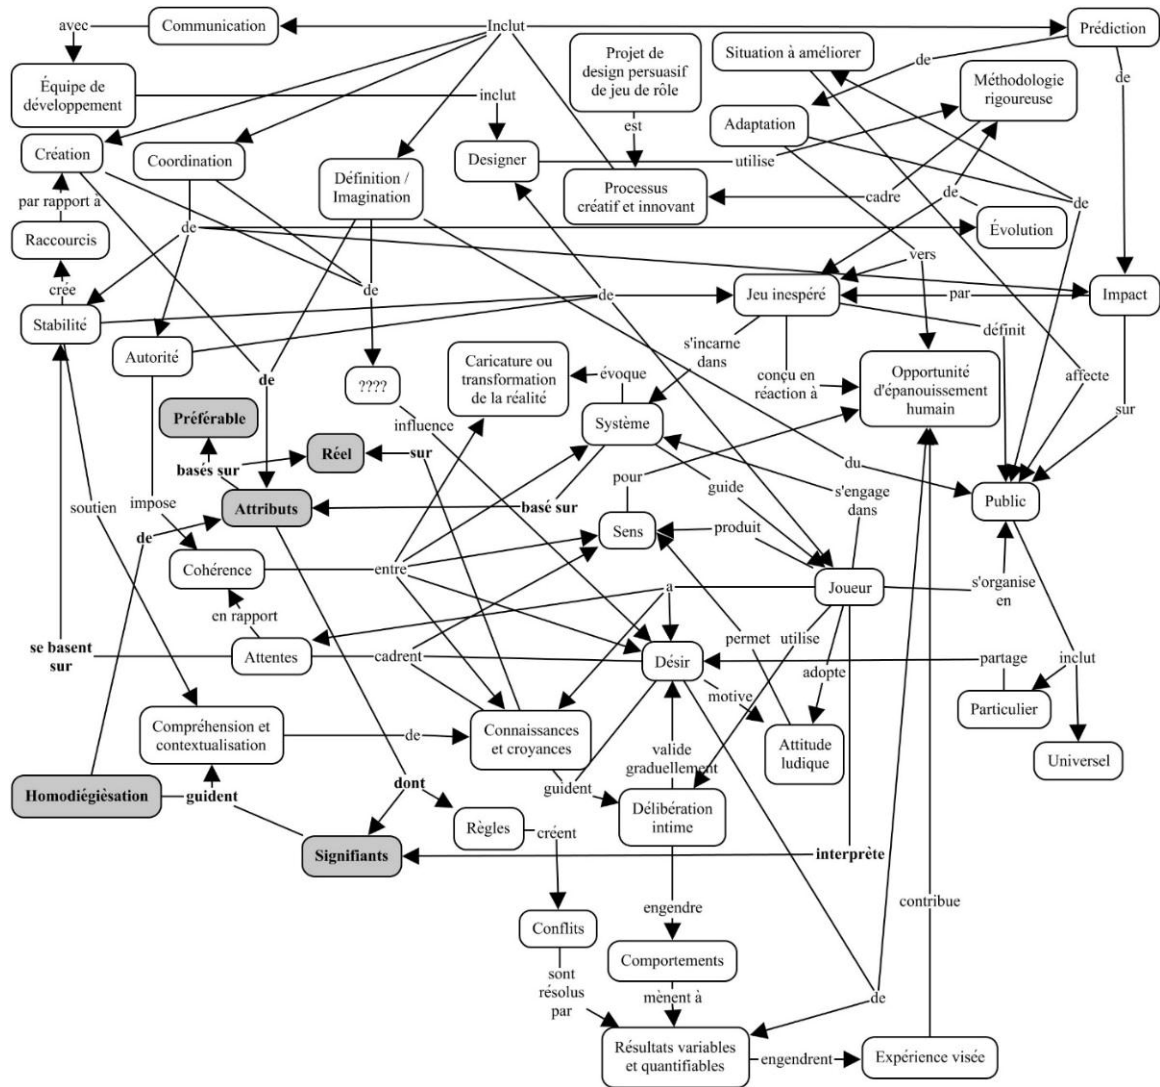 avec
Communication
Inclut
Prédiction
Équipe de
développement
inclut
Projet de
design persuasif
de jeu de rôle
Situation à améliorer
de
Méthodologie
rigoureuse
de
est
Adaptation
Création
Coordination
Designer
utilise
Définition /
Imagination
Processus
créatif et innovant
cadre
de
de
par rapport à
Raccourcis
de
Évolution
vers
crée
de
de
Jeu inespéré
par
Impact
Stabilité
Autorité
s'incarne
dans
définit
Caricature ou
transformation
de la réalité
évoque
conçu en
réaction à
Opportunité
d'épanouissement
humain
affecte
de
????
sur
Préférable
influence
Système
Réel
sur
basés sur
pour
guide
du
soutien
impose
Attributs
basé sur
s'engage
dans
Public
de
Sens
produit
Cohérence
entre
a
Joueur
s'organise
en
en rapport
se basent
sur
Attentes
cadrent
Désir
permet
utilise
partage
inclut
adopte
motive
Particulier
Compréhension et
contextualisation
de
Connaissances
et croyances
valide
graduellement
Attitude
ludique
Universel
Homodiégièsation
guident
dont
guident
Délibération
intime
Règles
créent
Signifiants
interprète
engendre
contribue
Conflits
Comportements
sont
résolus
par
mènent à
de
Résultats variables
et quantifiables
engendrent
Expérience visée